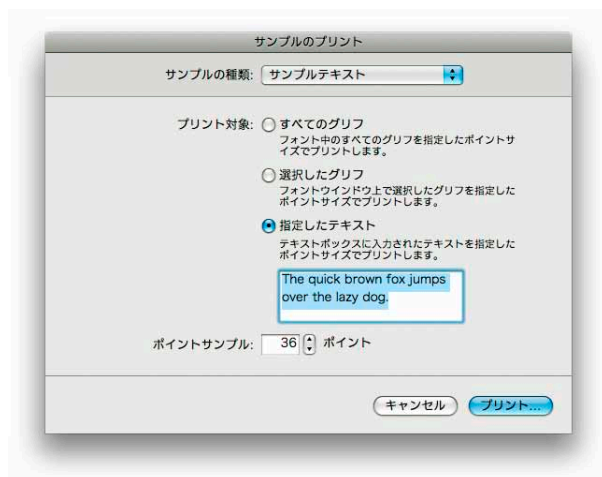 サンプルのプリント
サンプルの種類: サンプルテキスト
プリント対象: すべてのグリフ
フォント中のすべてのグリフを指定したポイントサ
イズでプリントします。
選択したグリフ
フォントウインドウ上で選択したグリフを指定した
ポイントサイズでプリントします。
指定したテキスト
テキストボックスに入力されたテキストを指定した
ポイントサイズでプリントします。
The quick brown fox jumps
over the lazy dog.
ポイントサンプル: 36 ポイント
キャンセル プリント...